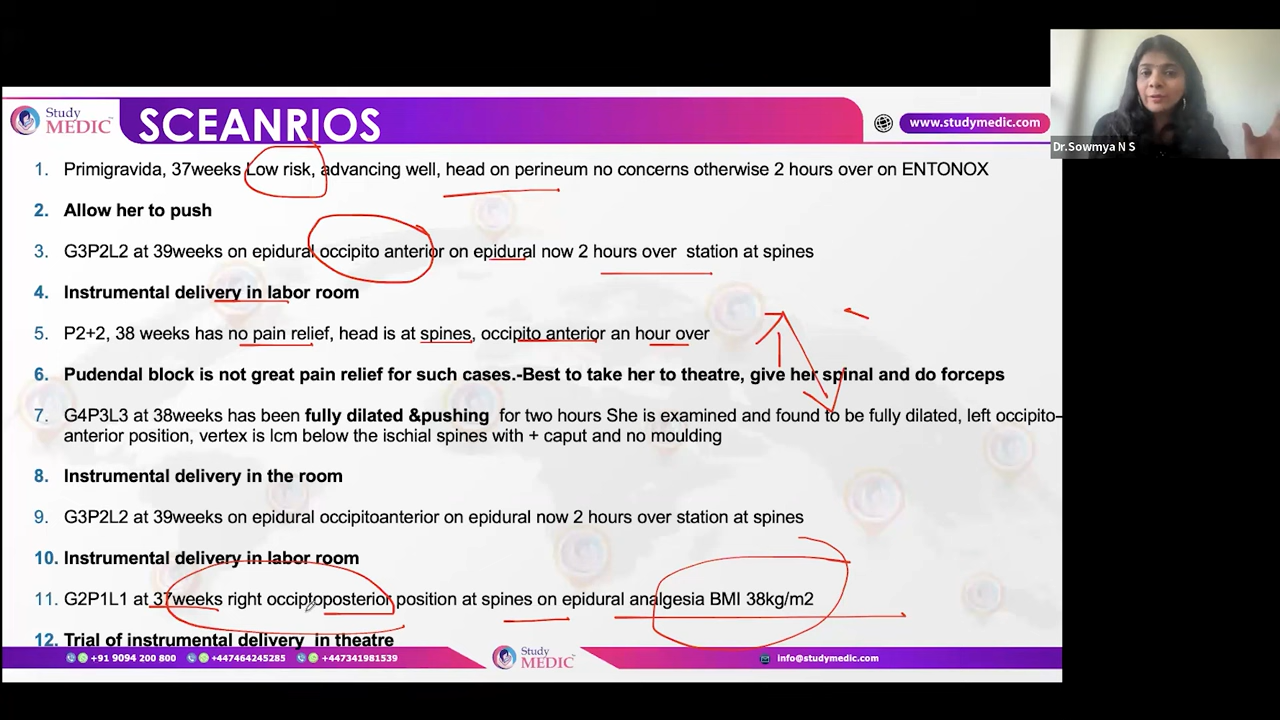 Study
MEDIC
SCEANRIOS
www.studymedic.com
Dr.Sowmya N S
1. Primigravida, 37weeks Low risk, advancing well, head on perineum no concerns otherwise 2 hours over on ENTONOX
2. Allow her to push
3. G3P2L2 at 39weeks on epidural occipito anterior on epidural now 2 hours over station at spines
4. Instrumental delivery in labor room
5. P2+2, 38 weeks has no pain relief, head is at spines, occipito anterior an hour over
6. Pudendal block is not great pain relief for such cases.-Best to take her to theatre, give her spinal and do forceps
7. G4P3L3 at 38weeks has been fully dilated &pushing for two hours She is examined and found to be fully dilated, left occipito-
anterior position, vertex is lcm below the ischial spines with + caput and no moulding
8. Instrumental delivery in the room
9. G3P2L2 at 39weeks on epidural occipitoanterior on epidural now 2 hours over station at spines
10. Instrumental delivery in labor room
11. G2P1L1 at 37weeks right occiptoposterior position at spines on epidural analgesia BMI 38kg/m2
12. Trial of instrumental delivery in theatre
+91 9094 200 800
+447464245285
+447341981539
Study
MEDIC
info@studymedic.com